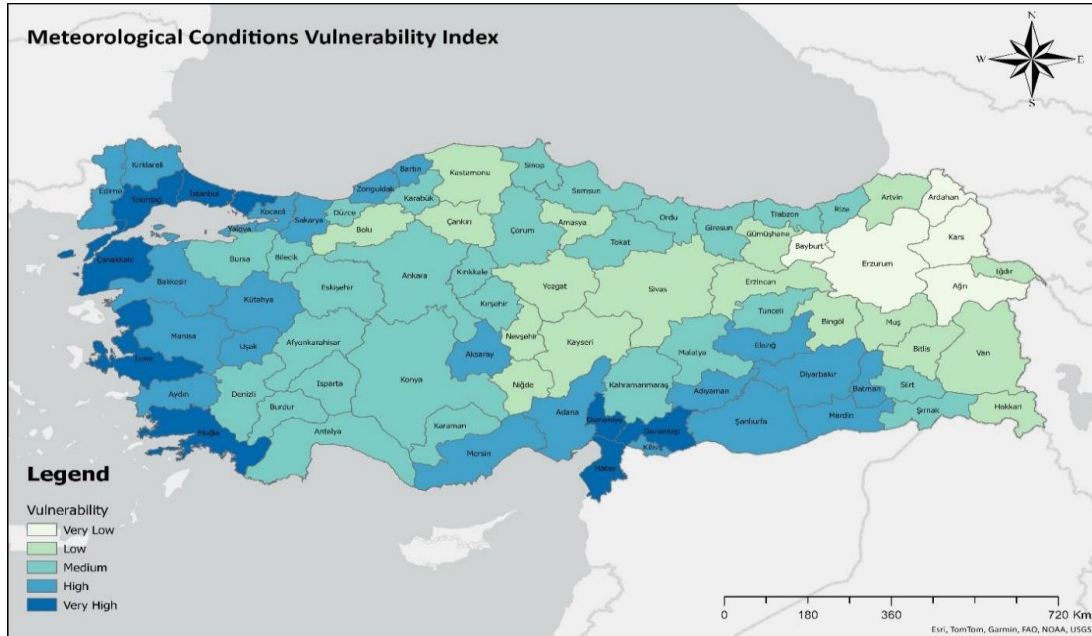 Meteorological Conditions Vulnerability Index
N
W
E
S
Kırklareli
Edirne
Tekirdağ
İstanbul
Kocaeli
Yalova
Sakarya
Düzce
Bolu
Zonguldak
Bartın
Karabük
Kastamonu
Çankırı
Sinop
Samsun
Amasya
Çorum
Tokat
Ordu
Giresun
Trabzon
Rize
Gümüşhane
Bayburt
Artvin
Ardahan
Kars
Erzurum
Iğdır
Ağrı
Çanakkale
Balıkesir
Bursa
Bilecik
Eskişehir
Ankara
Kırıkkale
Kırşehir
Yozgat
Sivas
Erzincan
Tunceli
Bingöl
Muş
Bitlis
Van
Kütahya
Manisa
Uşak
Afyonkarahisar
İzmir
Aydın
Denizli
Isparta
Burdur
Konya
Aksaray
Nevşehir
Kayseri
Niğde
Malatya
Elazığ
Diyarbakır
Batman
Siirt
Şırnak
Hakkari
Mardin
Şanlıurfa
Adıyaman
Kahramanmaraş
Adana
Osmaniye
Gaziantep
Kilis
Hatay
Mersin
Karaman
Antalya
Muğla
Legend
Vulnerability
Very Low
Low
Medium
High
Very High
0 180 360 720 Km
Esri, TomTom, Garmin, FAO, NOAA, USGS